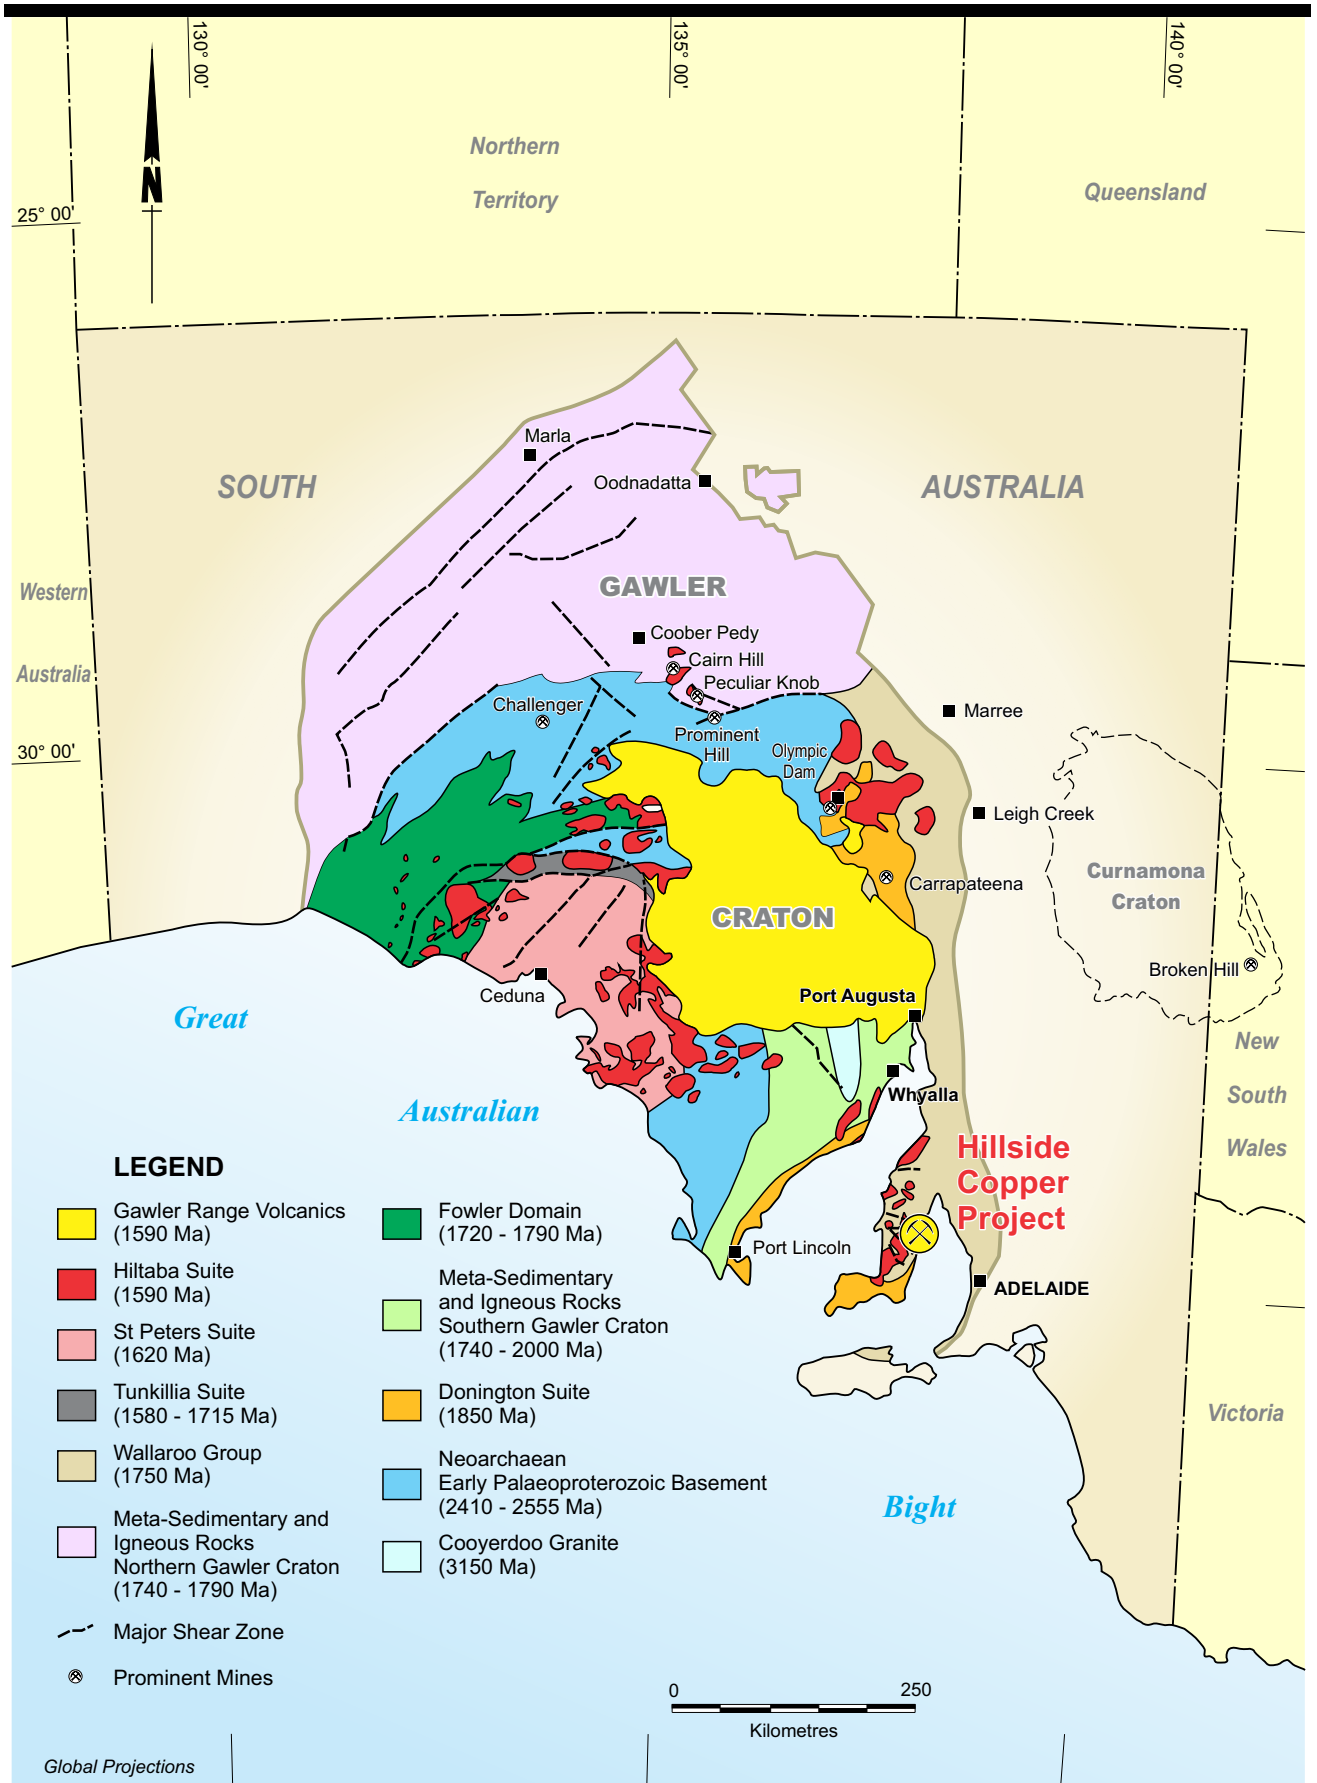 130° 00'
135° 00'
140° 00'
N
Northern
Territory
Queensland
25° 00'
SOUTH
AUSTRALIA
Marla
Oodnadatta
Western
Australia
GAWLER
Coober Pedy
Cairn Hill
Peculiar Knob
Challenger
Prominent
Hill
Olympic
Dam
Marree
30° 00'
Leigh Creek
Carrapateena
Curnamona
Craton
CRATON
Broken Hill
Ceduna
Port Augusta
Great
Whyalla
New
South
Wales
Australian
Hillside
Copper
Project
Port Lincoln
ADELAIDE
Victoria
Bight
LEGEND
Gawler Range Volcanics
(1590 Ma)
Hiltaba Suite
(1590 Ma)
St Peters Suite
(1620 Ma)
Tunkillia Suite
(1580 - 1715 Ma)
Wallaroo Group
(1750 Ma)
Meta-Sedimentary and
Igneous Rocks
Northern Gawler Craton
(1740 - 1790 Ma)
Major Shear Zone
Prominent Mines
Fowler Domain
(1720 - 1790 Ma)
Meta-Sedimentary
and Igneous Rocks
Southern Gawler Craton
(1740 - 2000 Ma)
Donington Suite
(1850 Ma)
Neoarchaean
Early Palaeoproterozoic Basement
(2410 - 2555 Ma)
Cooyerdoo Granite
(3150 Ma)
0 250
Kilometres
Global Projections